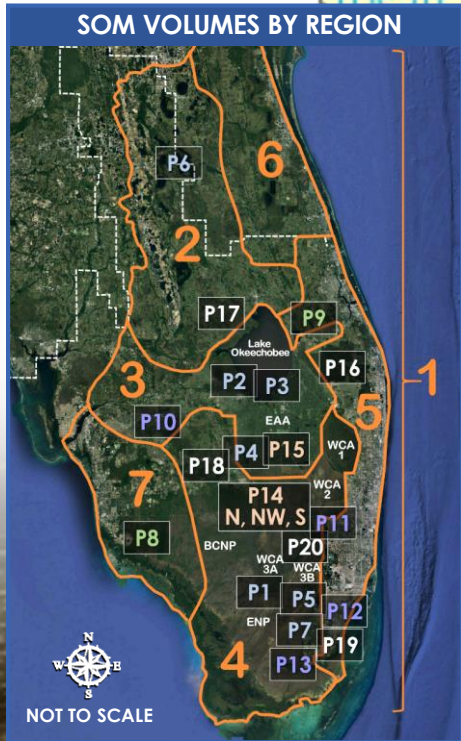 SOM VOLUMES BY REGION
6
P6
2
P17
P9
Lake
Okeechobee
P16
1
3
P2
P3
5
P10
EAA
WCA
1
P4
P15
P18
7
WCA
2
P14
N, NW, S
P11
P8
BCNP
P20
WCA
3A
WCA
3B
P1
P5
P12
ENP
P7
P19
4
P13
N
W
E
S
NOT TO SCALE